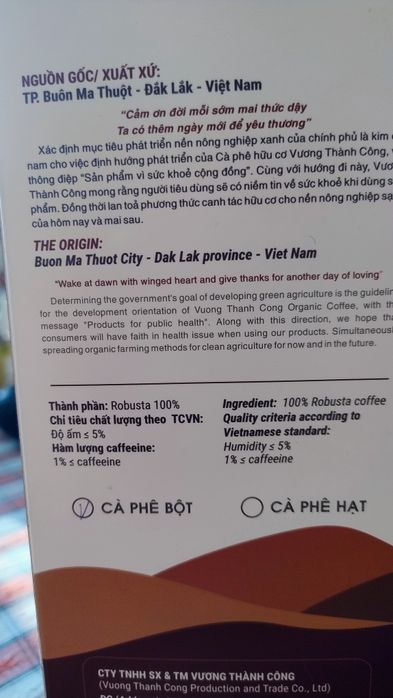 NGUỒN GỐC/ XUẤT XỨ:
TP. Buôn Ma Thuột - Đắk Lắk - Việt Nam
"Cảm ơn đời mỗi sớm mai thức dậy
Ta có thêm ngày mới để yêu thương"
Xác định mục tiêu phát triển nền nông nghiệp xanh của chính phủ là kim
nam cho việc định hướng phát triển của Cà phê hữu cơ Vương Thành Công,
thông điệp "Sản phẩm vì sức khoẻ cộng đồng". Cùng với hướng đi này, Vươ
Thành Công mong rằng người tiêu dùng sẽ có niềm tin về sức khoẻ khi dùng s
phẩm. Đồng thời lan toả phương thức canh tác hữu cơ cho nền nông nghiệp sạ
của hôm nay và mai sau.
THE ORIGIN:
Buon Ma Thuot City - Dak Lak province - Viet Nam
"Wake at dawn with winged heart and give thanks for another day of loving"
Determining the government's goal of developing green agriculture is the guidelin
for the development orientation of Vuong Thanh Cong Organic Coffee, with th
message "Products for public health". Along with this direction, we hope tha
consumers will have faith in health issue when using our products. Simultaneousl
spreading organic farming methods for clean agriculture for now and in the future.
Thành phần: Robusta 100%
Chỉ tiêu chất lượng theo TCVN:
Độ ẩm ≤ 5%
Hàm lượng caffeeine:
1% ≤ caffeeine
Ingredient: 100% Robusta coffee
Quality criteria according to
Vietnamese standard:
Humidity ≤ 5%
1% ≤ caffeeine
CÀ PHÊ BỘT
CÀ PHÊ HẠT
CTY TNHH SX & TM VƯƠNG THÀNH CÔNG
(Vuong Thanh Cong Production and Trade Co., Ltd)